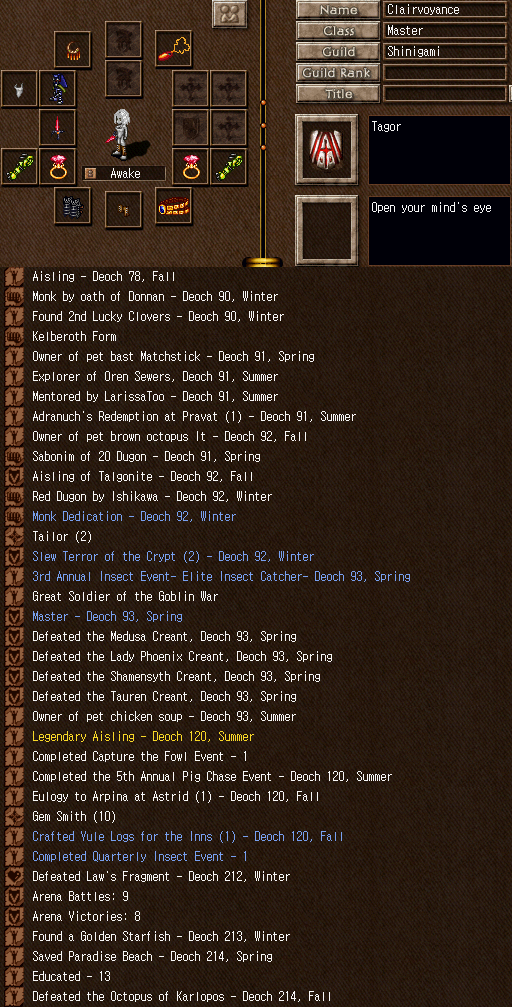 Name Clairvoyance
Class Master
Guild Shinigami
Guild Rank
Title
Tagor
Awake
Open your mind's eye
Aisling - Deoch 78, Fall
Monk by oath of Donnan - Deoch 90, Winter
Found 2nd Lucky Clovers - Deoch 90, Winter
Kelberoth Form
Owner of pet bast Matchstick - Deoch 91, Spring
Explorer of Oren Sewers, Deoch 91, Summer
Mentored by LarissaToo - Deoch 91, Summer
Adranuch's Redemption at Pravat (1) - Deoch 91, Summer
Owner of pet brown octopus It - Deoch 92, Fall
Sabonim of 20 Dugon - Deoch 91, Spring
Aisling of Talgonite - Deoch 92, Fall
Red Dugon by Ishikawa - Deoch 92, Winter
Monk Dedication - Deoch 92, Winter
Tailor (2)
Slew Terror of the Crypt (2) - Deoch 92, Winter
3rd Annual Insect Event- Elite Insect Catcher- Deoch 93, Spring
Great Soldier of the Goblin War
Master - Deoch 93, Spring
Defeated the Medusa Creant, Deoch 93, Spring
Defeated the Lady Phoenix Creant, Deoch 93, Spring
Defeated the Shamensyth Creant, Deoch 93, Spring
Defeated the Tauren Creant, Deoch 93, Spring
Owner of pet chicken soup - Deoch 93, Summer
Legendary Aisling - Deoch 120, Summer
Completed Capture the Fowl Event - 1
Completed the 5th Annual Pig Chase Event - Deoch 120, Summer
Eulogy to Arpina at Astrid (1) - Deoch 120, Fall
Gem Smith (10)
Crafted Yule Logs for the Inns (1) - Deoch 120, Fall
Completed Quarterly Insect Event - 1
Defeated Law's Fragment - Deoch 212, Winter
Arena Battles: 9
Arena Victories: 8
Found a Golden Starfish - Deoch 213, Winter
Saved Paradise Beach - Deoch 214, Spring
Educated - 13
Defeated the Octopus of Karlopos - Deoch 214, Fall